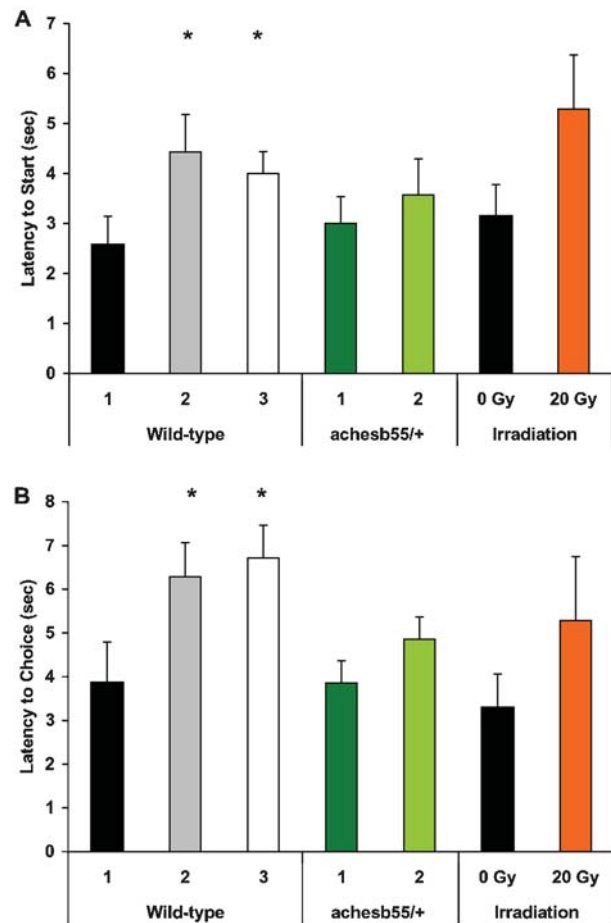 A
7
6
5
4
3
2
1
0
Latency to Start (sec)
* *
1 2 3 1 2 0 Gy 20 Gy
Wild-type achesb55/+ Irradiation
B
8
7
6
5
4
3
2
1
0
Latency to Choice (sec)
* *
1 2 3 1 2 0 Gy 20 Gy
Wild-type achesb55/+ Irradiation